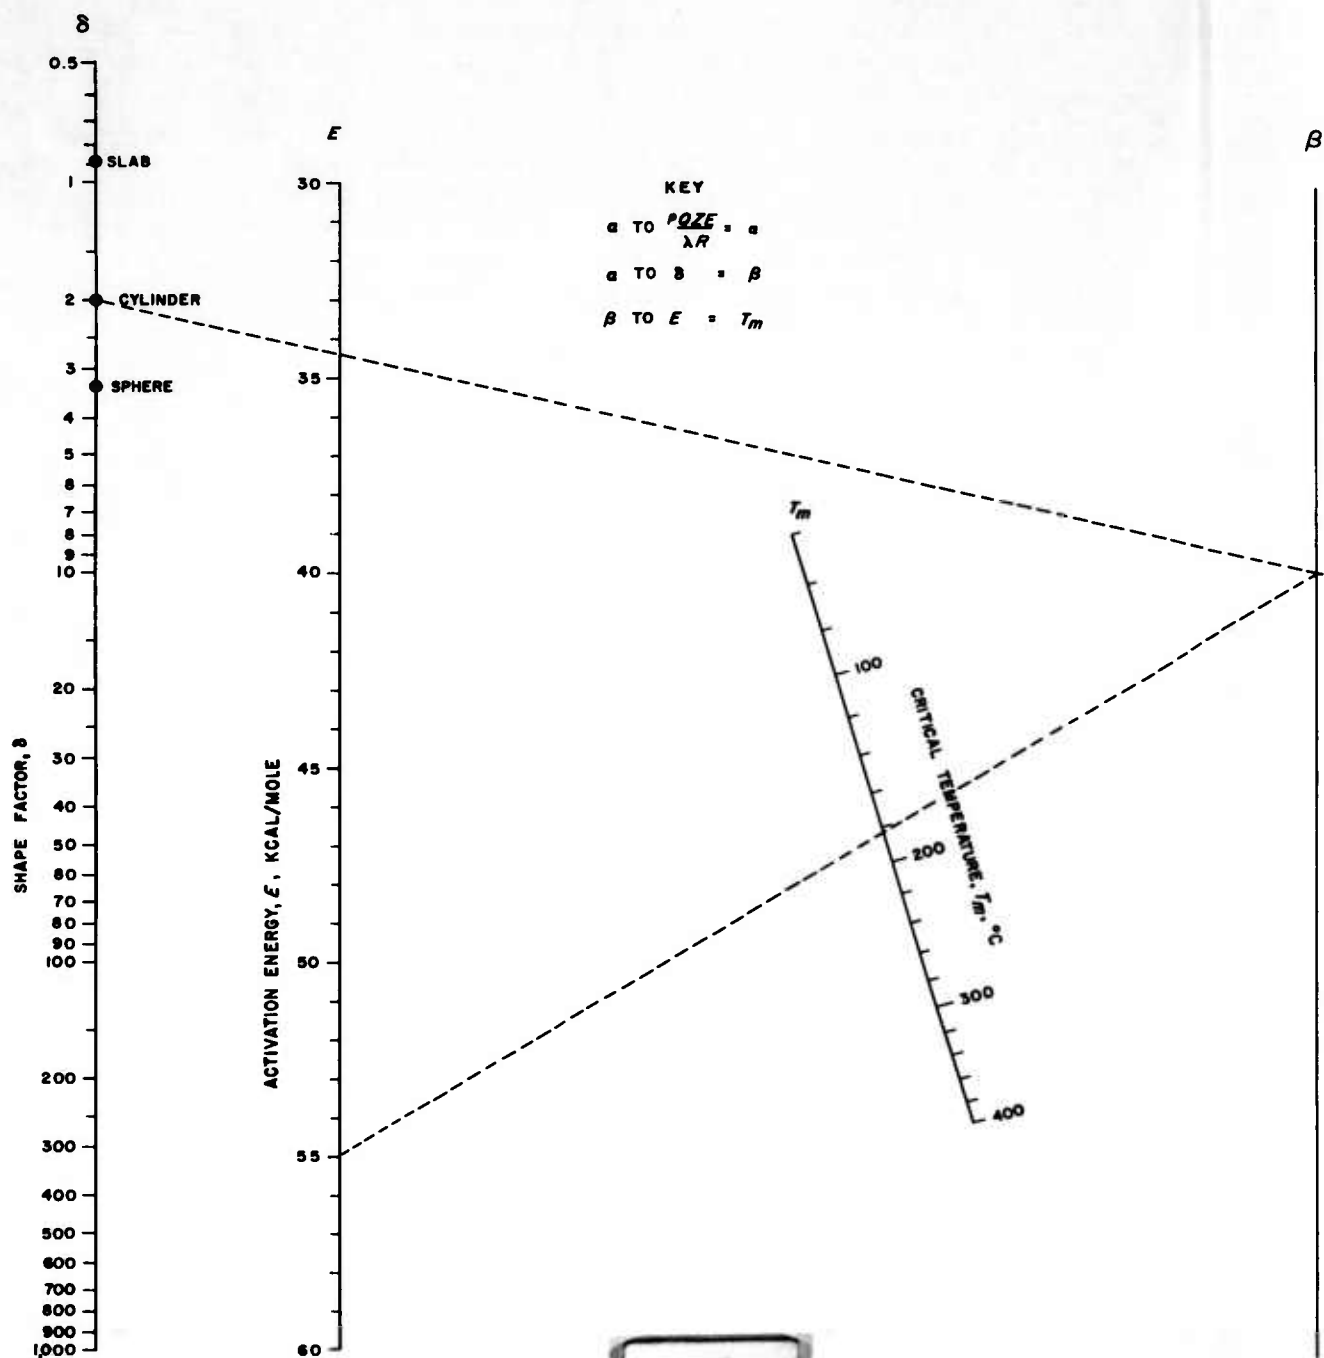 δ
0.5
SLAB
1
2
CYLINDER
3
SPHERE
4
5
6
7
8
9
10
20
30
40
50
60
70
80
90
100
200
300
400
500
600
700
800
900
1,000
SHAPE FACTOR, δ
E
30
35
40
45
50
55
60
ACTIVATION ENERGY, E, KCAL/MOLE
KEY
α TO ρQZE/λR = α
α TO δ = β
β TO E = Tm
Tm
100
200
300
400
CRITICAL TEMPERATURE, Tm, °C
β